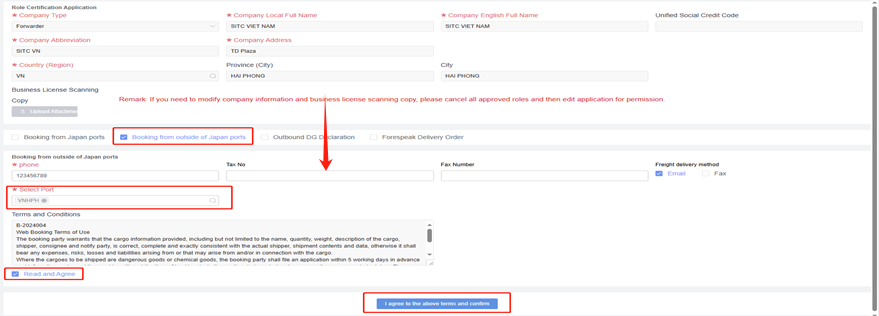 Role Certification Application
* Company Type
* Company Local Full Name
* Company English Full Name
Unified Social Credit Code
Forwarder
SITC VIET NAM
SITC VIET NAM
* Company Abbreviation
* Company Address
SITC VN
TD Plaza
* Country (Region)
Province (City)
City
VN
HAI PHONG
HAI PHONG
Business License Scanning
Copy
Upload Attachment
Remark: If you need to modify company information and business license scanning copy, please cancel all approved roles and then edit application for permission.
Booking from Japan ports
Booking from outside of Japan ports
Outbound DG Declaration
Forespeak Delivery Order
Booking from outside of Japan ports
* phone
Tax No
Fax Number
Freight delivery method
123456789
Email
Fax
* Select Port
VNHPH
Terms and Conditions
B-2024004
Web Booking Terms of Use
The booking party warrants that the cargo information provided, including but not limited to the name, quantity, weight, description of the cargo,
shipper, consignee and notify party, is correct, complete and exactly consistent with the actual shipper, shipment contents and data, otherwise it shall
bear any expenses, risks, losses and liabilities arising from or that may arise from and/or in connection with the cargo.
Where the cargoes to be shipped are dangerous goods or chemical goods, the booking party shall file an application within 5 working days in advance
Read and Agree
I agree to the above terms and confirm